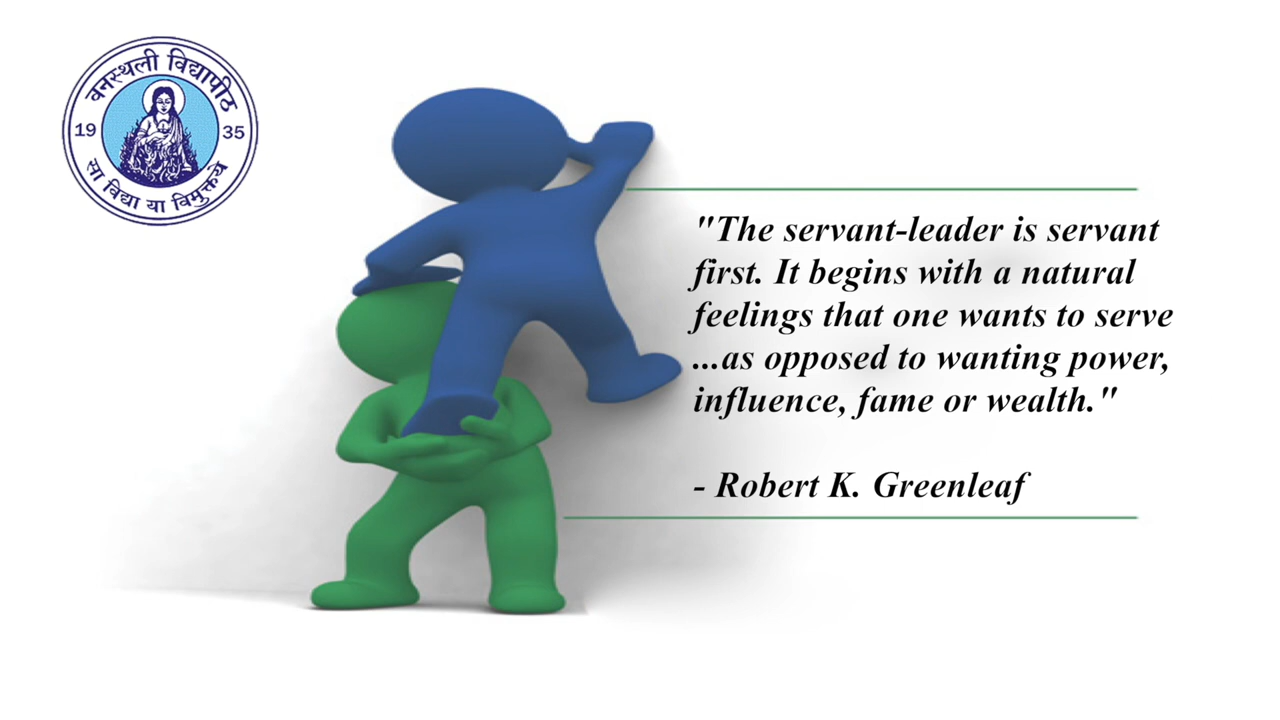 वनस्थली विद्यापीठ
19 35
सा विद्या या विमुक्तये
"The servant-leader is servant
first. It begins with a natural
feelings that one wants to serve
...as opposed to wanting power,
influence, fame or wealth."
- Robert K. Greenleaf